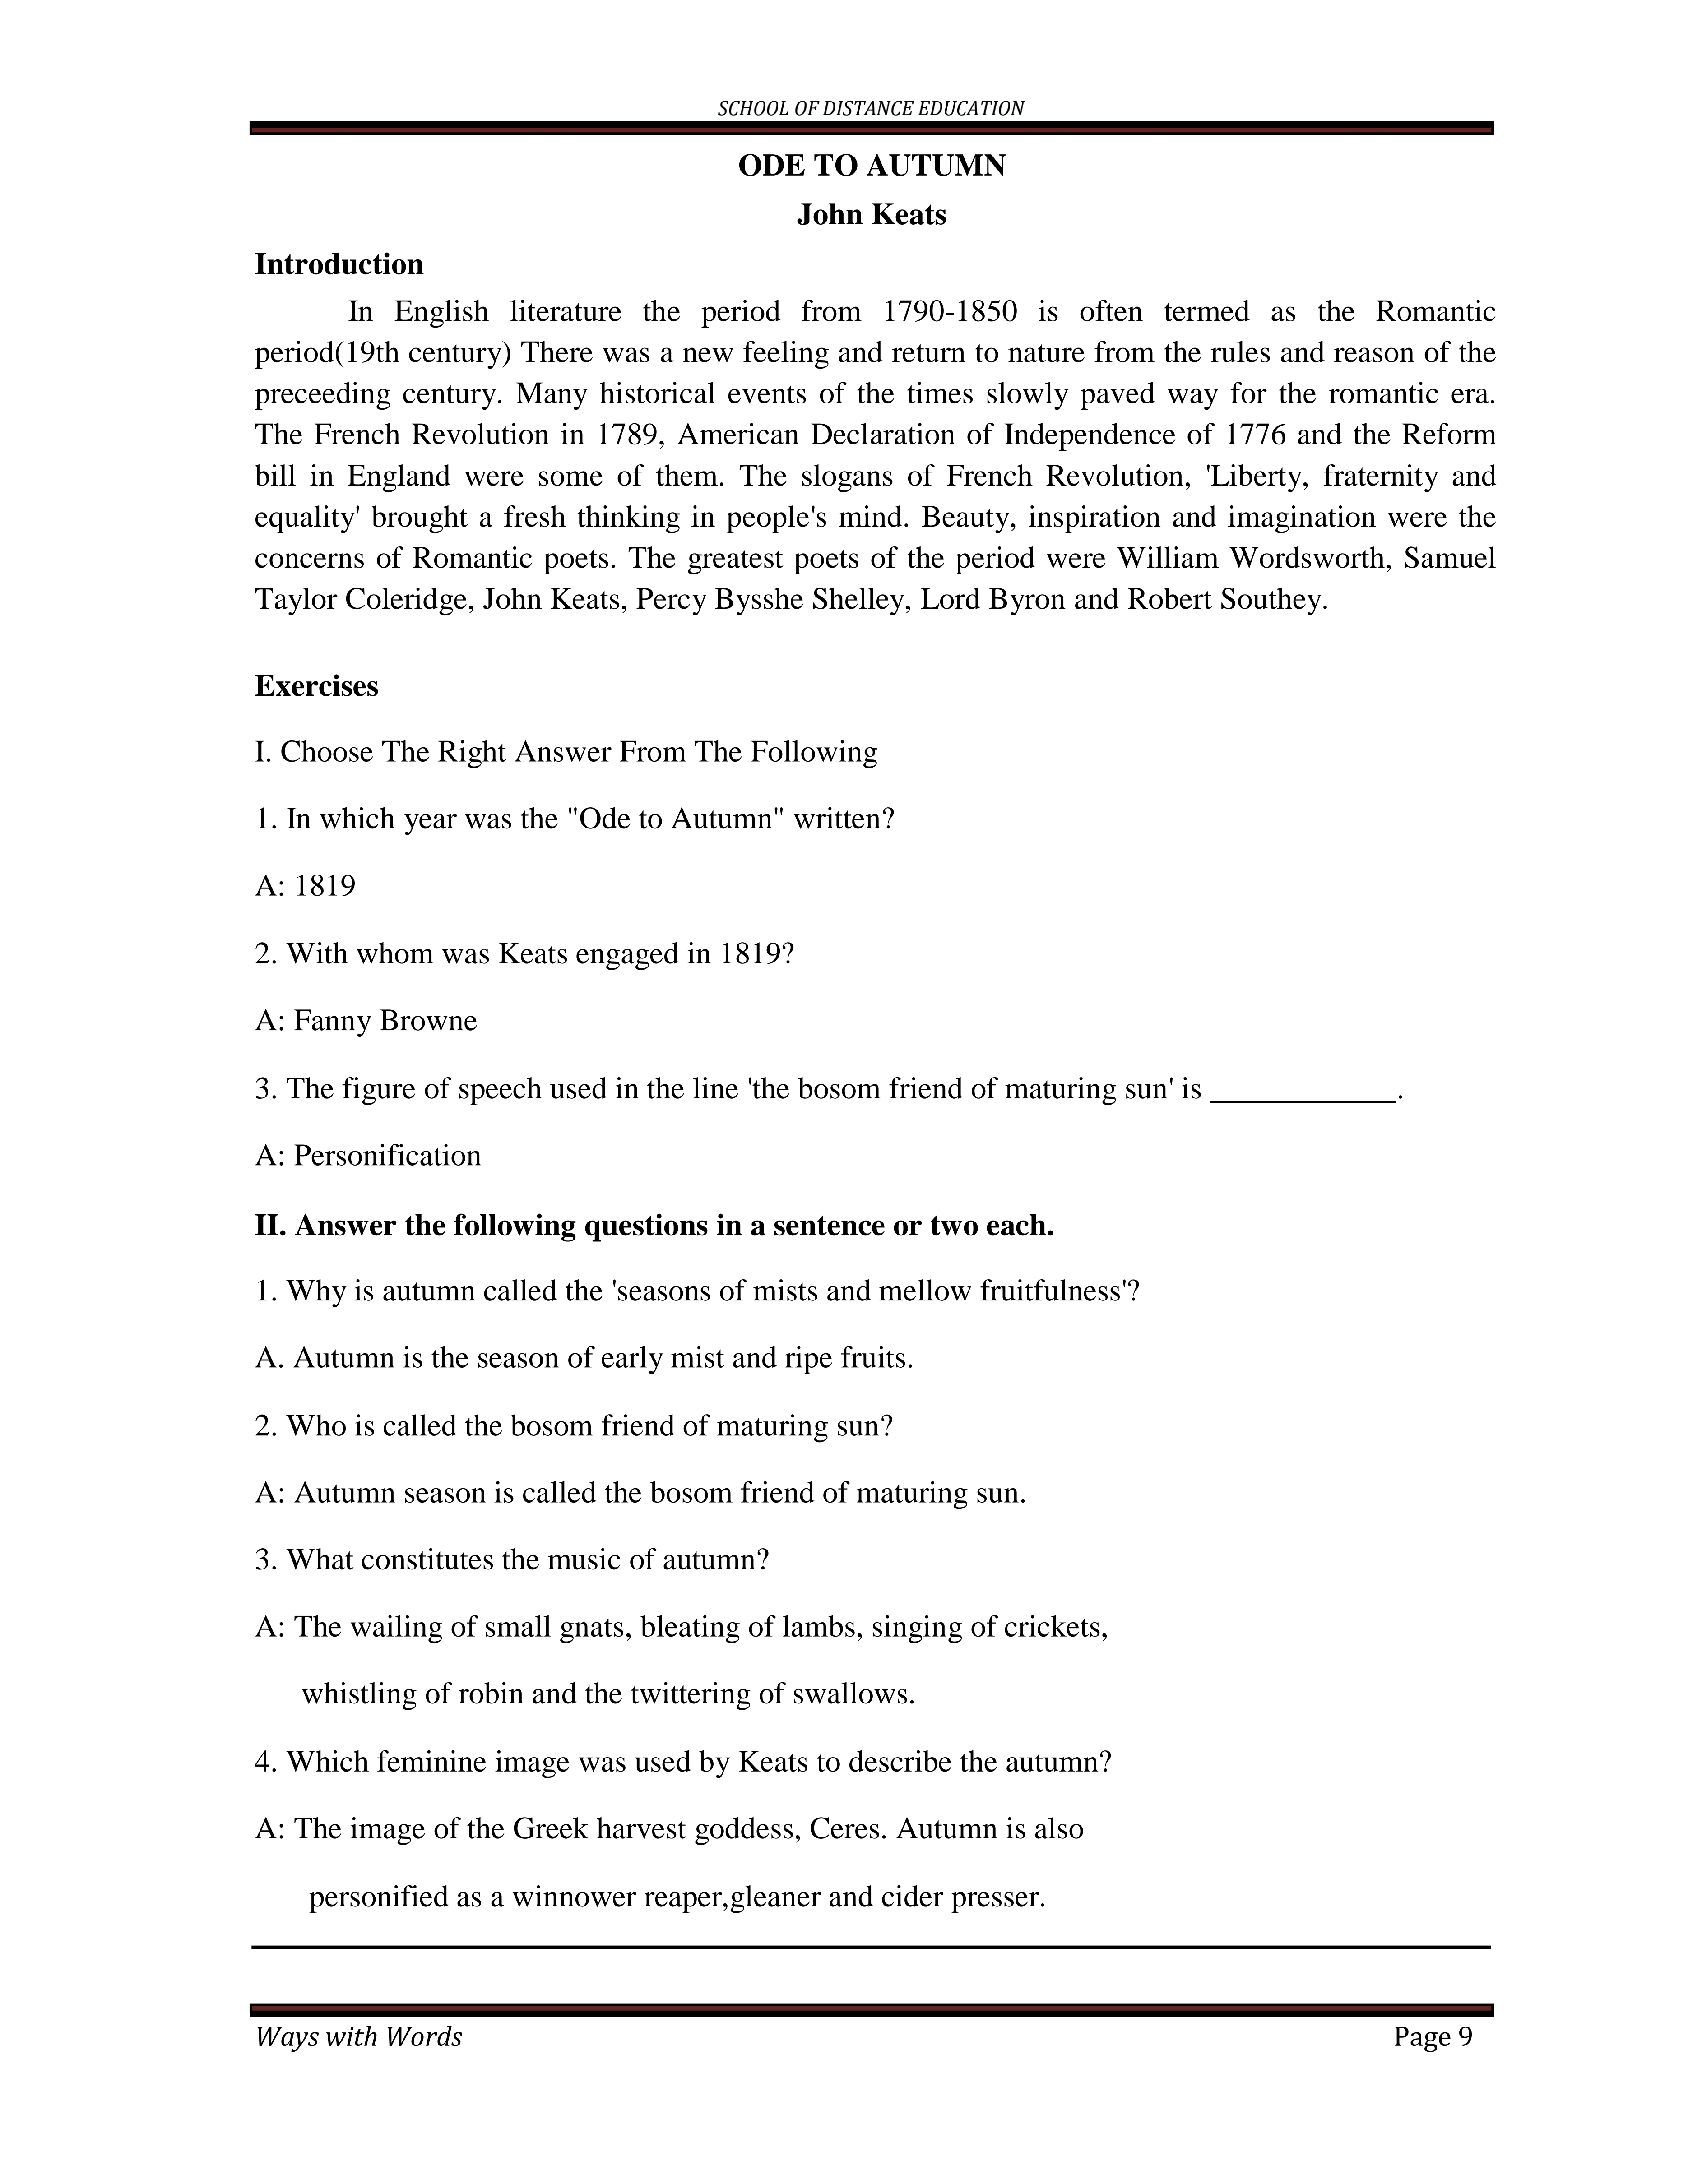 SCHOOL OF DISTANCE EDUCATION
ODE TO AUTUMN
John Keats
Introduction
In English literature the period from 1790-1850 is often termed as the Romantic
period(19th century) There was a new feeling and return to nature from the rules and reason of the
preceeding century. Many historical events of the times slowly paved way for the romantic era.
The French Revolution in 1789, American Declaration of Independence of 1776 and the Reform
bill in England were some of them. The slogans of French Revolution, 'Liberty, fraternity and
equality' brought a fresh thinking in people's mind. Beauty, inspiration and imagination were the
concerns of Romantic poets. The greatest poets of the period were William Wordsworth, Samuel
Taylor Coleridge, John Keats, Percy Bysshe Shelley, Lord Byron and Robert Southey.
Exercises
I. Choose The Right Answer From The Following
1. In which year was the "Ode to Autumn" written?
A: 1819
2. With whom was Keats engaged in 1819?
A: Fanny Browne
3. The figure of speech used in the line 'the bosom friend of maturing sun' is ____________.
A: Personification
II. Answer the following questions in a sentence or two each.
1. Why is autumn called the 'seasons of mists and mellow fruitfulness'?
A. Autumn is the season of early mist and ripe fruits.
2. Who is called the bosom friend of maturing sun?
A: Autumn season is called the bosom friend of maturing sun.
3. What constitutes the music of autumn?
A: The wailing of small gnats, bleating of lambs, singing of crickets,
whistling of robin and the twittering of swallows.
4. Which feminine image was used by Keats to describe the autumn?
A: The image of the Greek harvest goddess, Ceres. Autumn is also
personified as a winnower reaper,gleaner and cider presser.
Ways with Words Page 9